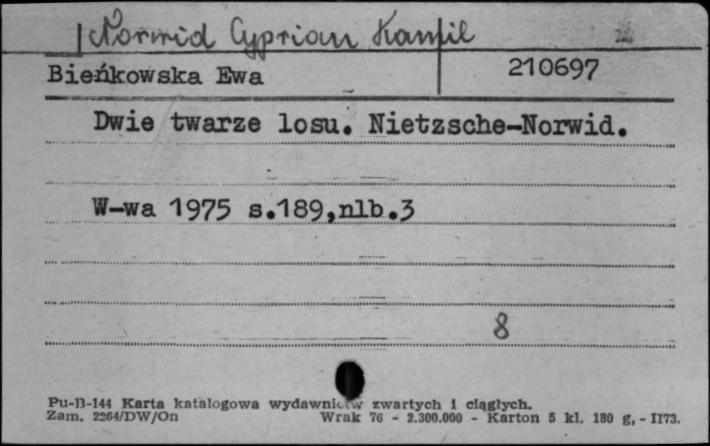 Norwid Cyprian Kamil
Bieńkowska Ewa 210697
Dwie twarze losu. Nietzsche-Norwid.
W-wa 1975 s.189,nlb.3
8
Pu-B-144 Karta katalogowa wydawnictw zwartych i ciągłych.
Zam. 2264/DW/On Wrak 76 - 2.300.000 - Karton 5 kl. 180 g, - II73.